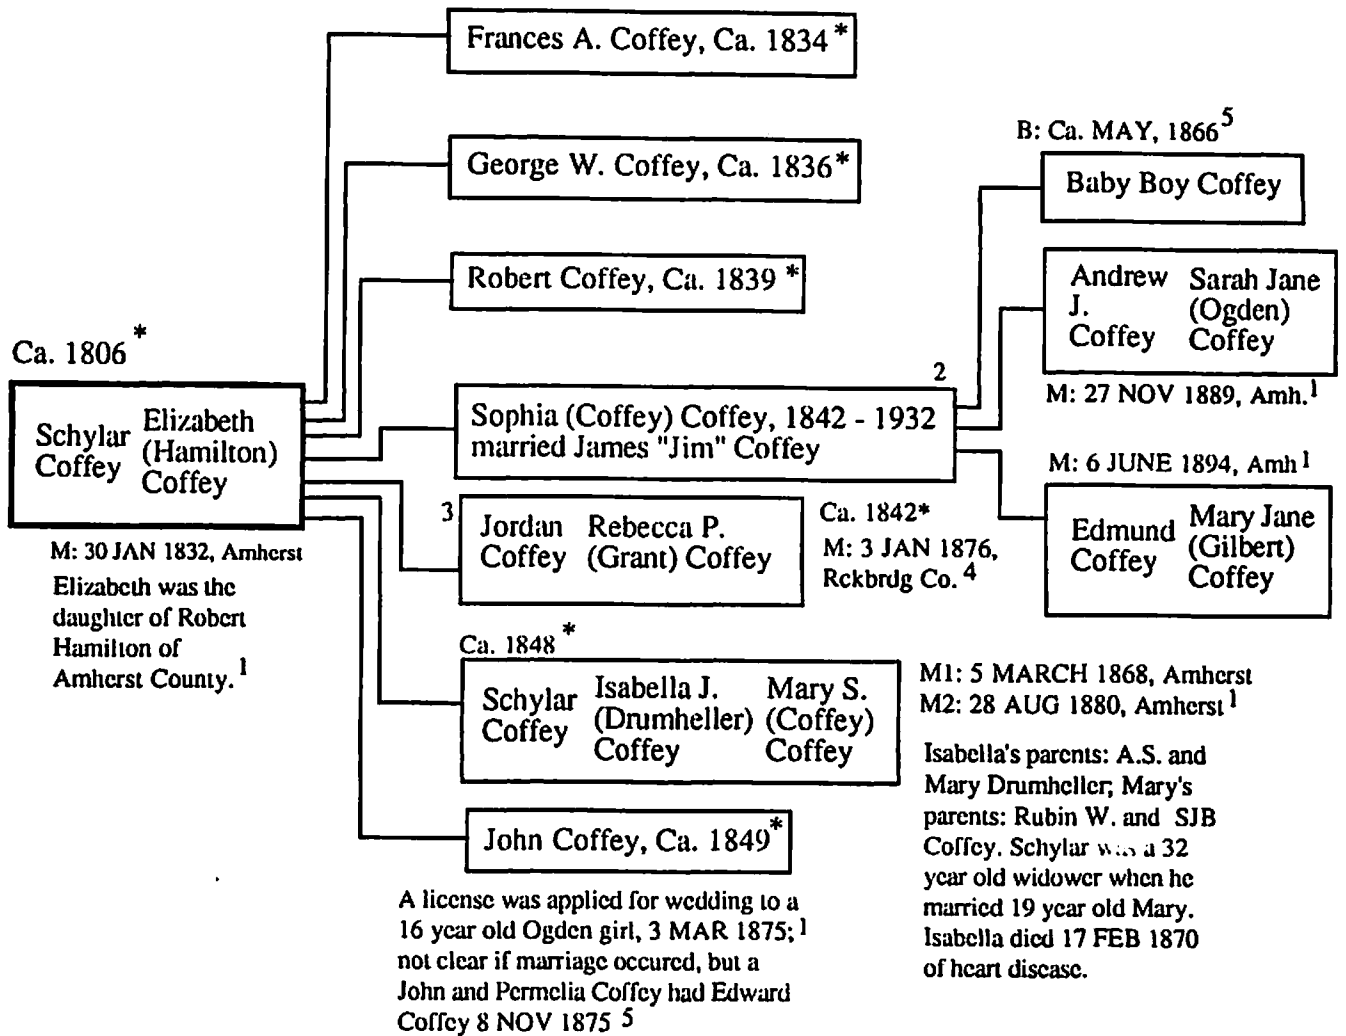 Frances A. Coffey, Ca. 1834 *
George W. Coffey, Ca. 1836 *
Robert Coffey, Ca. 1839 *
Ca. 1806 *
Schylar
Coffey
Elizabeth
(Hamilton)
Coffey
M: 30 JAN 1832, Amherst
Elizabeth was the
daughter of Robert
Hamilton of
Amherst County. 1
2
Sophia (Coffey) Coffey, 1842 - 1932
married James "Jim" Coffey
B: Ca. MAY, 1866 5
Baby Boy Coffey
Andrew
J.
Coffey
Sarah Jane
(Ogden)
Coffey
M: 27 NOV 1889, Amh. 1
M: 6 JUNE 1894, Amh 1
Edmund
Coffey
Mary Jane
(Gilbert)
Coffey
3
Jordan
Coffey
Rebecca P.
(Grant) Coffey
Ca. 1842*
M: 3 JAN 1876,
Rckbrdg Co. 4
Ca. 1848 *
Schylar
Coffey
Isabella J.
(Drumheller)
Coffey
Mary S.
(Coffey)
Coffey
M1: 5 MARCH 1868, Amherst
M2: 28 AUG 1880, Amherst 1
Isabella's parents: A.S. and
Mary Drumheller; Mary's
parents: Rubin W. and SJB
Coffey. Schylar was a 32
year old widower when he
married 19 year old Mary.
Isabella died 17 FEB 1870
of heart disease.
John Coffey, Ca. 1849 *
A license was applied for wedding to a
16 year old Ogden girl, 3 MAR 1875; 1
not clear if marriage occured, but a
John and Permelia Coffey had Edward
Coffey 8 NOV 1875 5